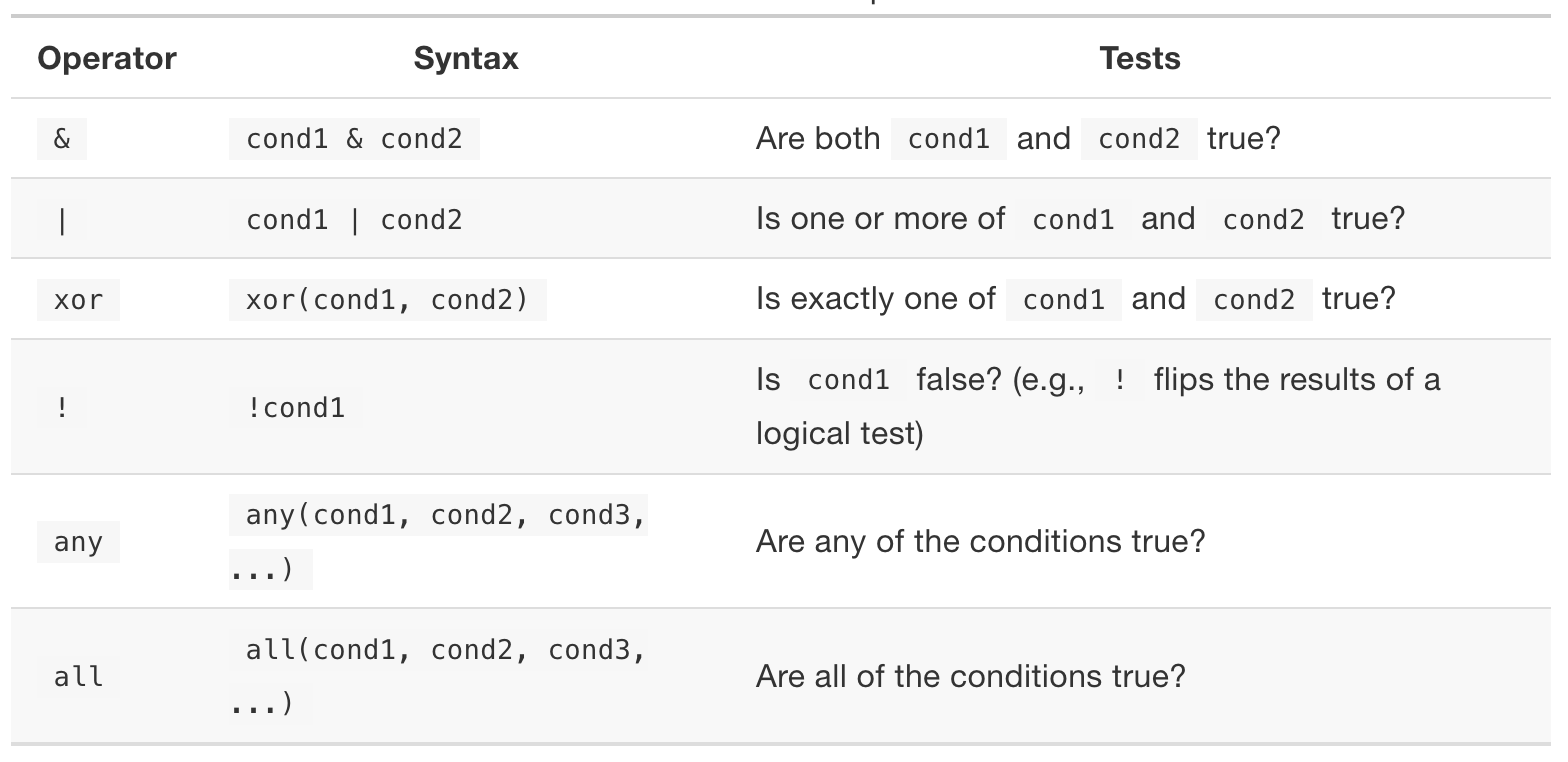 Operator Syntax Tests
& cond1 & cond2 Are both cond1 and cond2 true?
| cond1 | cond2 Is one or more of cond1 and cond2 true?
xor xor(cond1, cond2) Is exactly one of cond1 and cond2 true?
! !cond1 Is cond1 false? (e.g., ! flips the results of a
logical test)
any any(cond1, cond2, cond3,
...) Are any of the conditions true?
all all(cond1, cond2, cond3,
...) Are all of the conditions true?